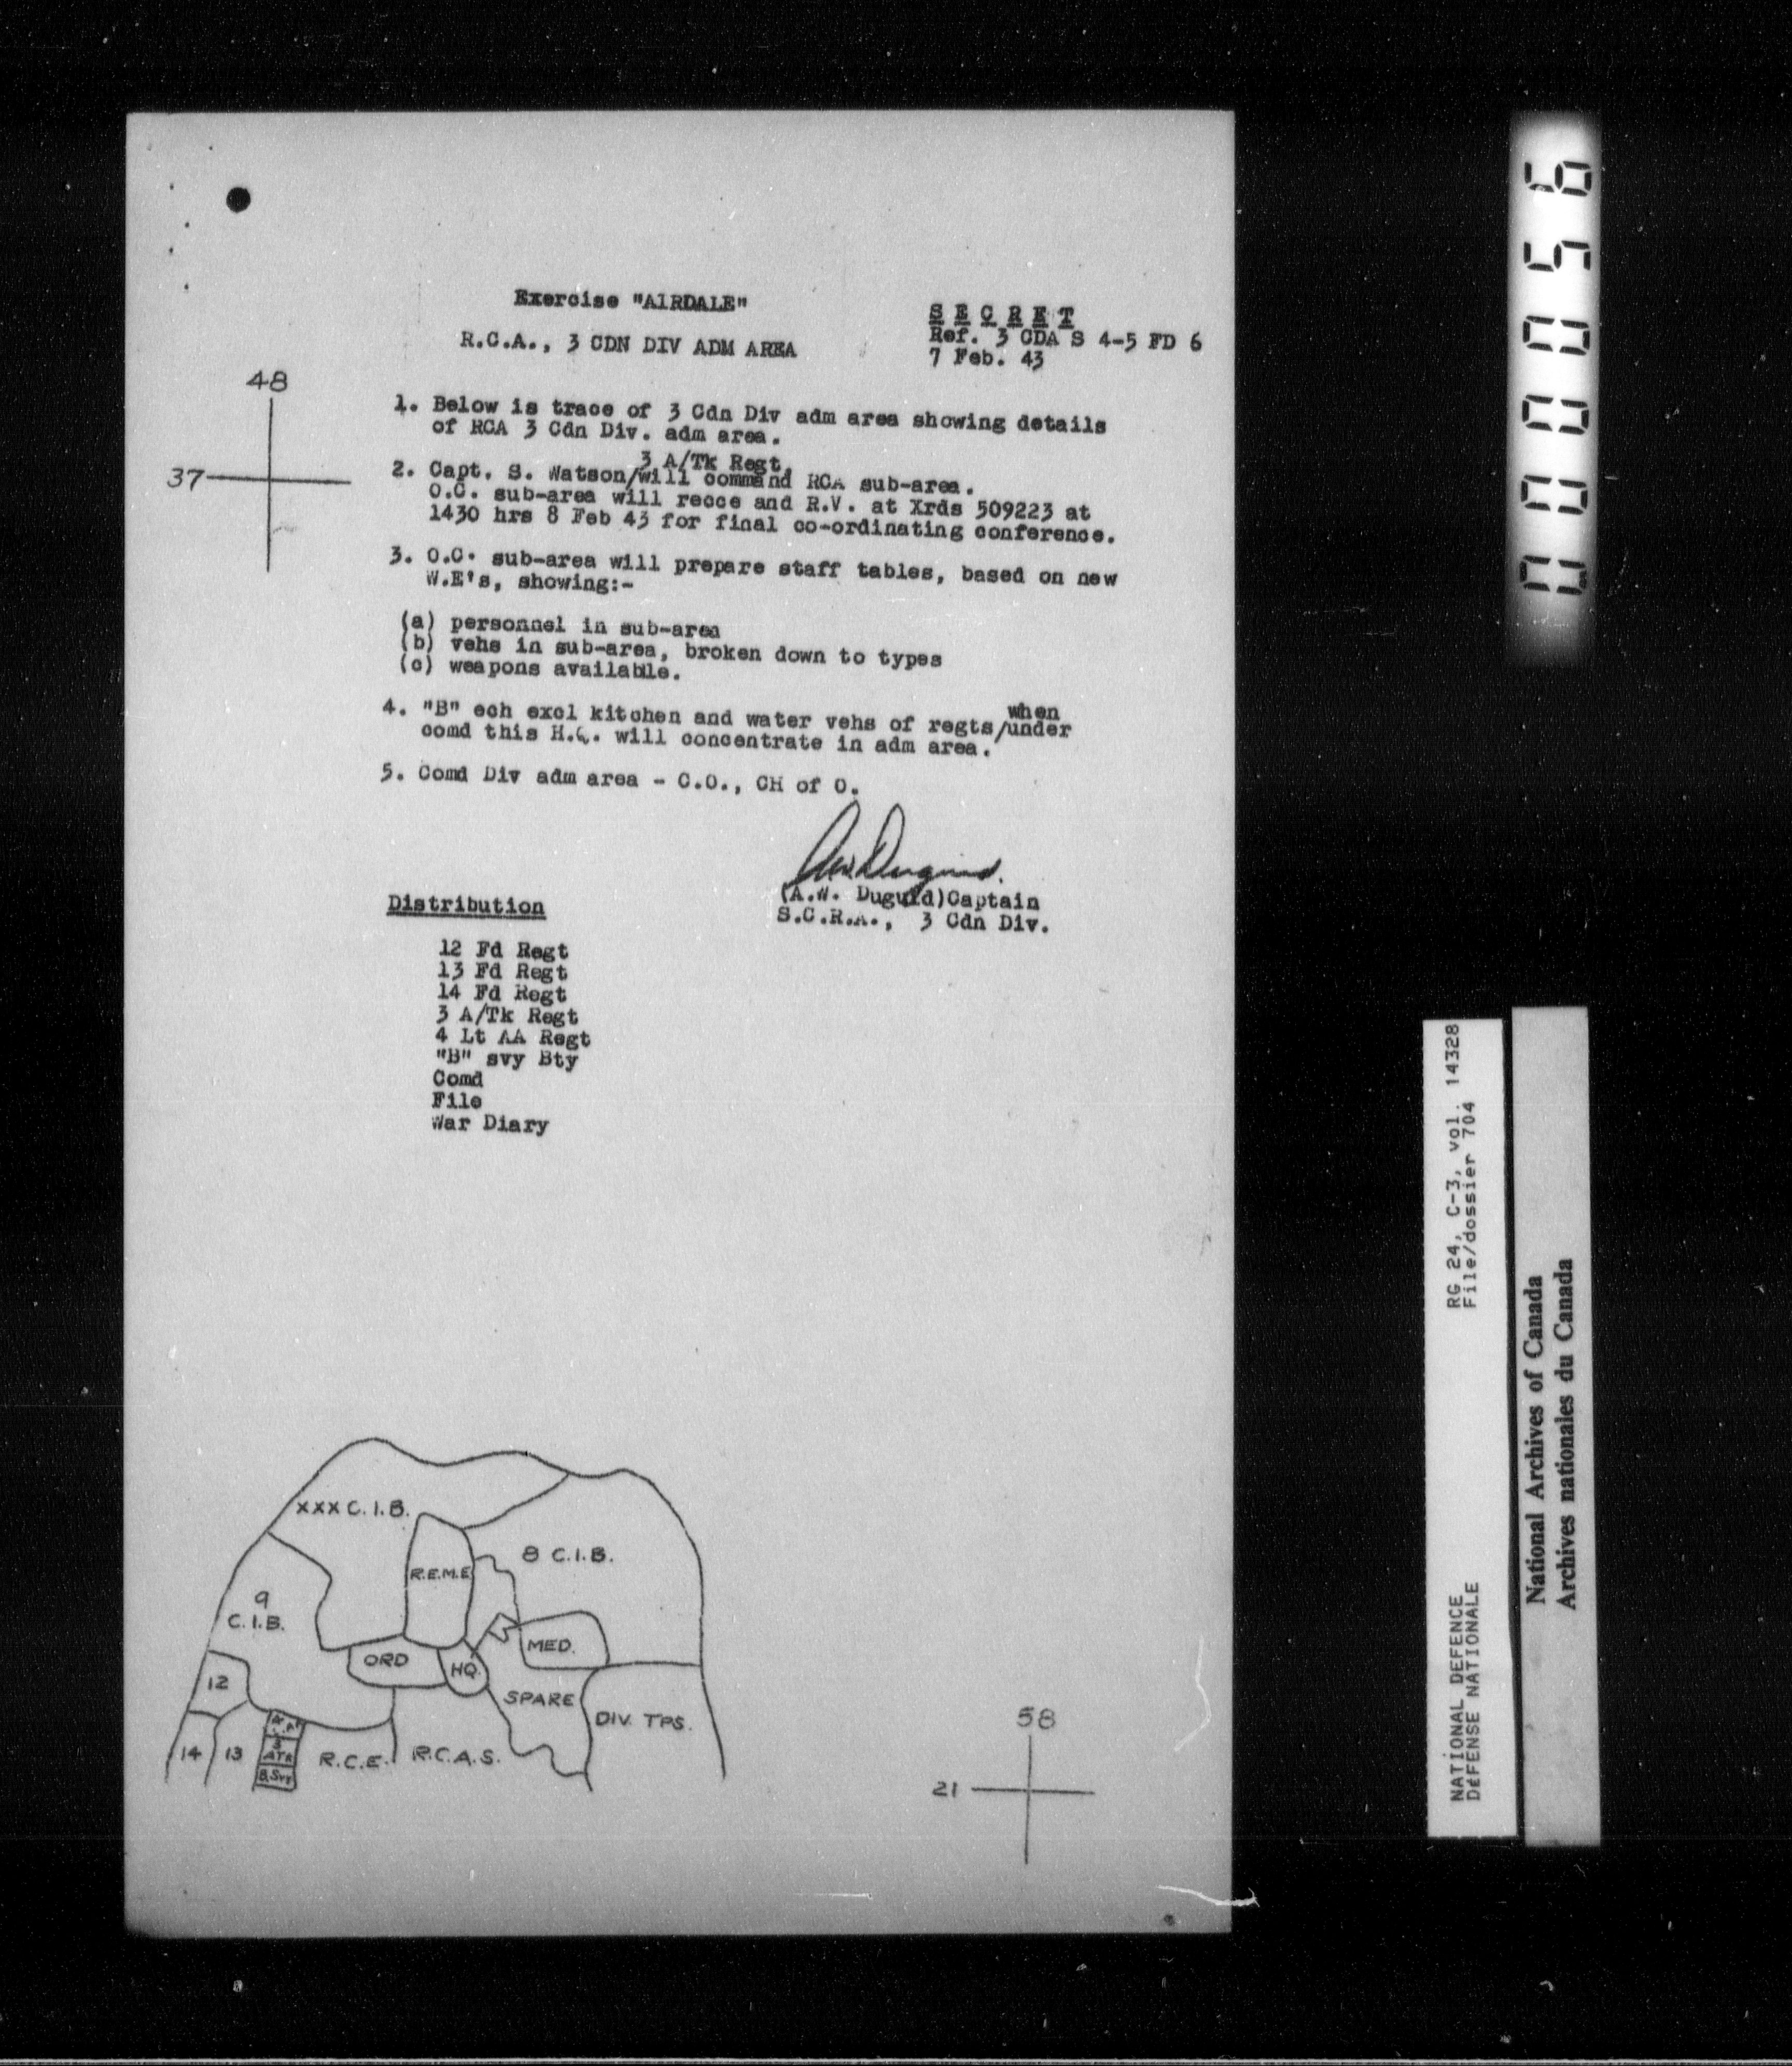 Exercise "AIRDALE"
R.C.A., 3 CDN DIV ADM AREA
SECRET
Ref. 3 CDA S 4-5 FD 6
7 Feb. 43
48
37
1. Below is trace of 3 Cdn Div adm area showing details
of RCA 3 Cdn Div. adm area.
3 A/Tk Regt.
2. Capt. S. Watson/will command RCA sub-area.
O.C. sub-area will recce and R.V. at Xrds 509223 at
1430 hrs 8 Feb 43 for final co-ordinating conference.
3. O.C. sub-area will prepare staff tables, based on new
W.E's, showing:-
(a) personnel in sub-area
(b) vehs in sub-area, broken down to types
(c) weapons available.
when
4. "B" ech excl kitchen and water vehs of regts/under
comd this H.Q. will concentrate in adm area.
5. Comd Div adm area - C.O., CH of O.
(A.W. Duguid)Captain
S.C.R.A., 3 Cdn Div.
Distribution
12 Fd Regt
13 Fd Regt
14 Fd Regt
3 A/Tk Regt
4 Lt AA Regt
"B" svy Bty
Comd
File
War Diary
XXX C.I.B.
8 C.I.B.
R.E.M.E
9
C.I.B.
MED.
ORD
HQ.
12
SPARE
DIV. TPS.
14
13
3
ATK
B.Svy
R.C.E.
R.C.A.S.
58
21
000056
RG 24, C-3, vol. 14328
File/dossier 704
NATIONAL DEFENCE
DÉFENSE NATIONALE
National Archives of Canada
Archives nationales du Canada